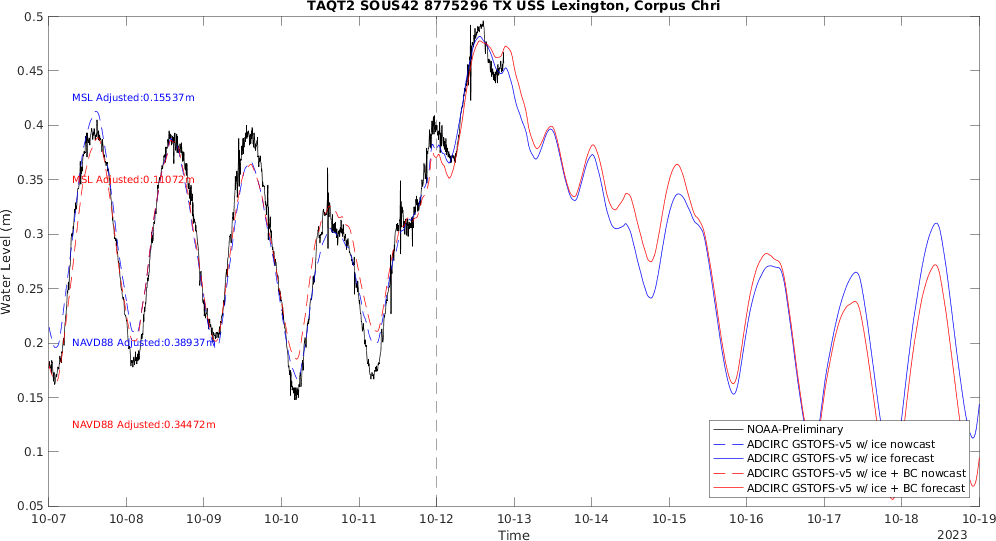 TAQT2 SOUS42 8775296 TX USS Lexington, Corpus Chri
0.5
0.45
0.4
0.35
0.3
0.25
0.2
0.15
0.1
0.05
Water Level (m)
MSL Adjusted:0.15537m
MSL Adjusted:0.11072m
NAVD88 Adjusted:0.38937m
NAVD88 Adjusted:0.34472m
NOAA-Preliminary
ADCIRC GSTOFS-v5 w/ ice nowcast
ADCIRC GSTOFS-v5 w/ ice forecast
ADCIRC GSTOFS-v5 w/ ice + BC nowcast
ADCIRC GSTOFS-v5 w/ ice + BC forecast
10-07 10-08 10-09 10-10 10-11 10-12 10-13 10-14 10-15 10-16 10-17 10-18 10-19
Time
2023